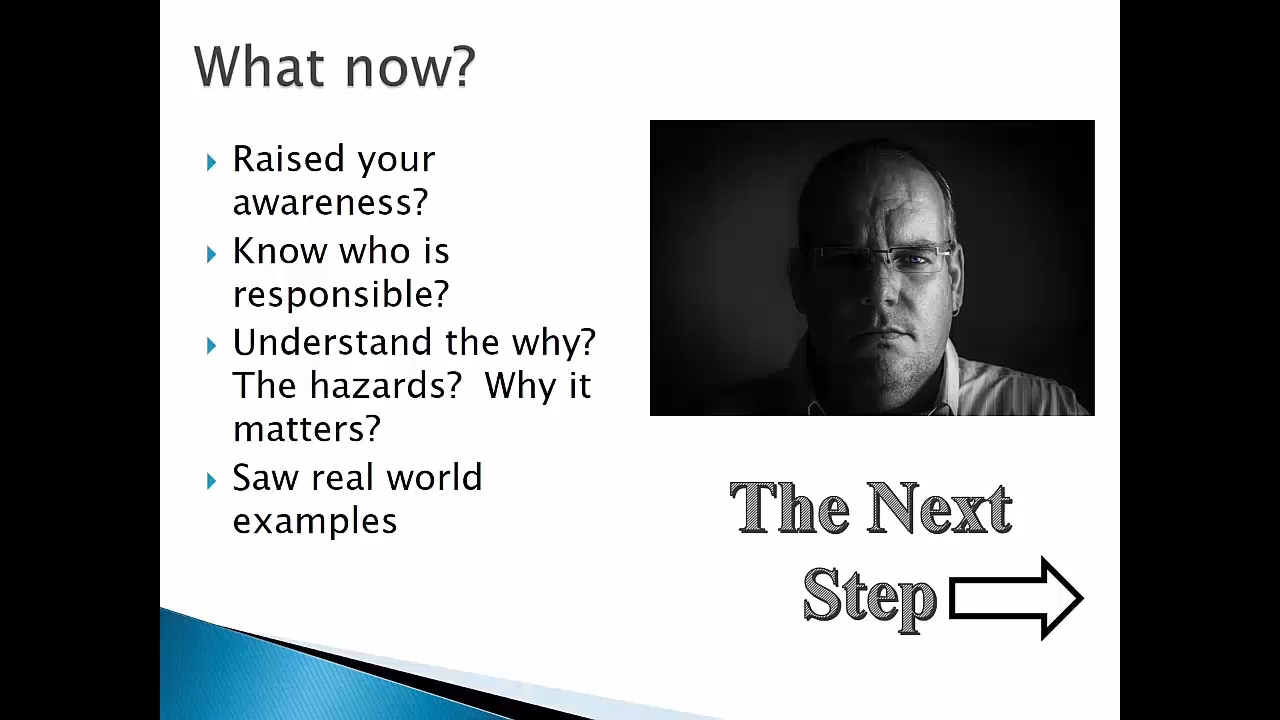 What now?
Raised your
awareness?
Know who is
responsible?
Understand the why?
The hazards?  Why it
matters?
Saw real world
examples
The Next
Step